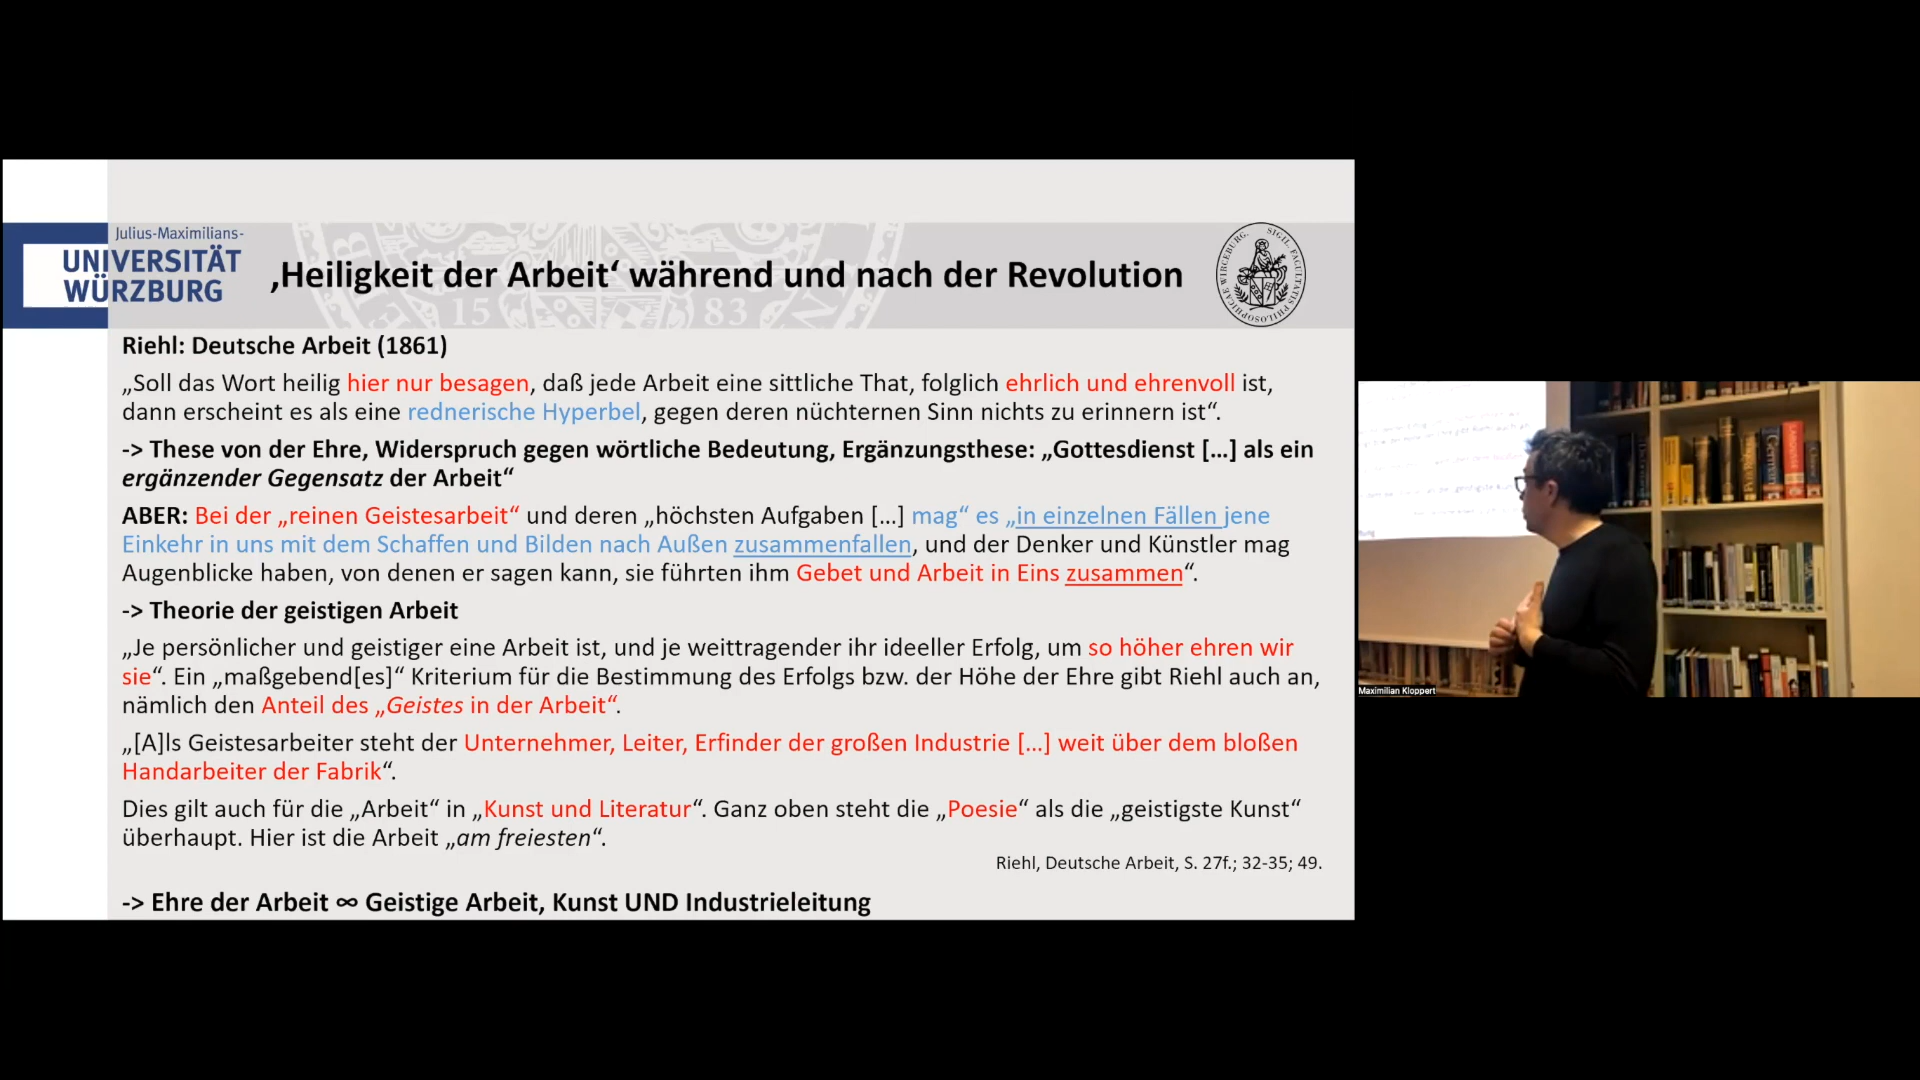 Julius-Maximilians-
UNIVERSITÄT
WÜRZBURG
‚Heiligkeit der Arbeit‘ während und nach der Revolution
SIGIL. FACULTATIS PHILOSOPHICAE WIRCEBURG.
15 83
Riehl: Deutsche Arbeit (1861)
„Soll das Wort heilig hier nur besagen, daß jede Arbeit eine sittliche That, folglich ehrlich und ehrenvoll ist,
dann erscheint es als eine rednerische Hyperbel, gegen deren nüchternen Sinn nichts zu erinnern ist“.
-> These von der Ehre, Widerspruch gegen wörtliche Bedeutung, Ergänzungsthese: „Gottesdienst […] als ein
ergänzender Gegensatz der Arbeit“
ABER: Bei der „reinen Geistesarbeit“ und deren „höchsten Aufgaben […] mag“ es „in einzelnen Fällen jene
Einkehr in uns mit dem Schaffen und Bilden nach Außen zusammenfallen, und der Denker und Künstler mag
Augenblicke haben, von denen er sagen kann, sie führten ihm Gebet und Arbeit in Eins zusammen“.
-> Theorie der geistigen Arbeit
„Je persönlicher und geistiger eine Arbeit ist, und je weittragender ihr ideeller Erfolg, um so höher ehren wir
sie“. Ein „maßgebend[es]“ Kriterium für die Bestimmung des Erfolgs bzw. der Höhe der Ehre gibt Riehl auch an,
nämlich den Anteil des „Geistes in der Arbeit“.
„[A]ls Geistesarbeiter steht der Unternehmer, Leiter, Erfinder der großen Industrie […] weit über dem bloßen
Handarbeiter der Fabrik“.
Dies gilt auch für die „Arbeit“ in „Kunst und Literatur“. Ganz oben steht die „Poesie“ als die „geistigste Kunst“
überhaupt. Hier ist die Arbeit „am freiesten“.
Riehl, Deutsche Arbeit, S. 27f.; 32-35; 49.
-> Ehre der Arbeit ∞ Geistige Arbeit, Kunst UND Industrieleitung
Maximilian Kloppert